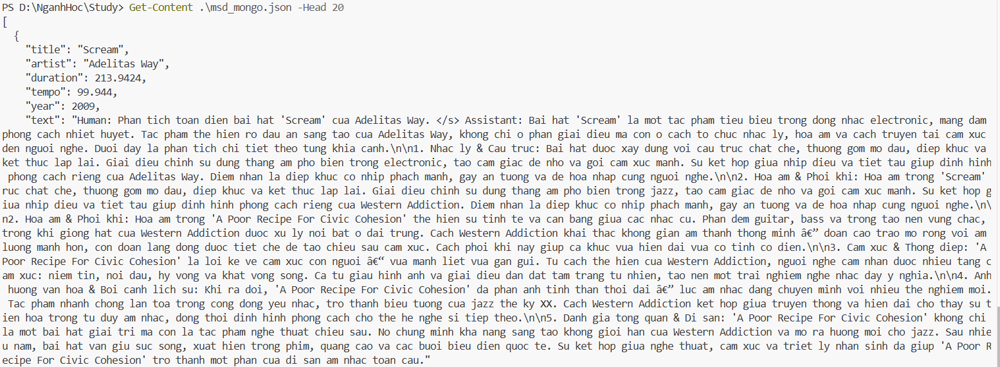 PS D:\NganhHoc\Study> Get-Content .\msd_mongo.json -Head 20
[
  {
    "title": "Scream",
    "artist": "Adelitas Way",
    "duration": 213.9424,
    "tempo": 99.944,
    "year": 2009,
    "text": "Human: Phan tich toan dien bai hat 'Scream' cua Adelitas Way. </s> Assistant: Bai hat 'Scream' la mot tac pham tieu bieu trong dong nhac electronic, mang dam
phong cach nhiet huyet. Tac pham the hien ro dau an sang tao cua Adelitas Way, khong chi o phan giai dieu ma con o cach to chuc nhac ly, hoa am va cach truyen tai cam xuc
den nguoi nghe. Duoi day la phan tich chi tiet theo tung khia canh.\n\n1. Nhac ly & Cau truc: Bai hat duoc xay dung voi cau truc chat che, thuong gom mo dau, diep khuc va
ket thuc lap lai. Giai dieu chinh su dung thang am pho bien trong electronic, tao cam giac de nho va goi cam xuc manh. Su ket hop giua nhip dieu va tiet tau giup dinh hinh
 phong cach rieng cua Adelitas Way. Diem nhan la diep khuc co nhip phach manh, gay an tuong va de hoa nhap cung nguoi nghe.\n\n2. Hoa am & Phoi khi: Hoa am trong 'Scream'
ruc chat che, thuong gom mo dau, diep khuc va ket thuc lap lai. Giai dieu chinh su dung thang am pho bien trong jazz, tao cam giac de nho va goi cam xuc manh. Su ket hop g
iua nhip dieu va tiet tau giup dinh hinh phong cach rieng cua Western Addiction. Diem nhan la diep khuc co nhip phach manh, gay an tuong va de hoa nhap cung nguoi nghe.\n\
n2. Hoa am & Phoi khi: Hoa am trong 'A Poor Recipe For Civic Cohesion' the hien su tinh te va can bang giua cac nhac cu. Phan dem guitar, bass va trong tao nen vung chac,
trong khi giong hat cua Western Addiction duoc xu ly noi bat o dai trung. Cach Western Addiction khai thac khong gian am thanh thong minh â€” doan cao trao mo rong voi am
luong manh hon, con doan lang dong duoc tiet che de tao chieu sau cam xuc. Cach phoi khi nay giup ca khuc vua hien dai vua co tinh co dien.\n\n3. Cam xuc & Thong diep: 'A
Poor Recipe For Civic Cohesion' la loi ke ve cam xuc con nguoi â€“ vua manh liet vua gan gui. Tu cach the hien cua Western Addiction, nguoi nghe cam nhan duoc nhieu tang c
am xuc: niem tin, noi dau, hy vong va khat vong song. Ca tu giau hinh anh va giai dieu dan dat tam trang tu nhien, tao nen mot trai nghiem nghe nhac day y nghia.\n\n4. Anh
 huong van hoa & Boi canh lich su: Khi ra doi, 'A Poor Recipe For Civic Cohesion' da phan anh tinh than thoi dai â€” luc am nhac dang chuyen minh voi nhieu the nghiem moi.
 Tac pham nhanh chong lan toa trong cong dong yeu nhac, tro thanh bieu tuong cua jazz the ky XX. Cach Western Addiction ket hop giua truyen thong va hien dai cho thay su t
ien hoa trong tu duy am nhac, dong thoi dinh hinh phong cach cho the he nghe si tiep theo.\n\n5. Danh gia tong quan & Di san: 'A Poor Recipe For Civic Cohesion' khong chi
la mot bai hat giai tri ma con la tac pham nghe thuat chieu sau. No chung minh kha nang sang tao khong gioi han cua Western Addiction va mo ra huong moi cho jazz. Sau nhie
u nam, bai hat van giu suc song, xuat hien trong phim, quang cao va cac buoi bieu dien quoc te. Su ket hop giua nghe thuat, cam xuc va triet ly nhan sinh da giup 'A Poor R
ecipe For Civic Cohesion' tro thanh mot phan cua di san am nhac toan cau."